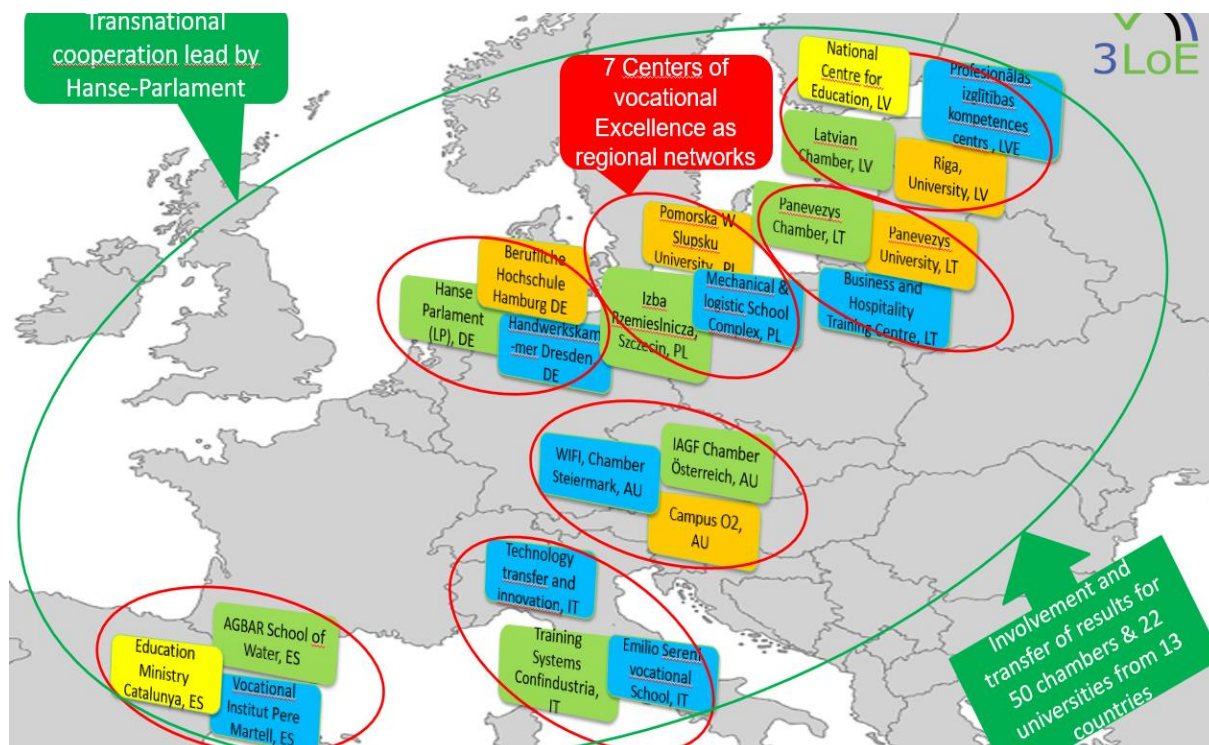 Transnational
cooperation lead by
Hanse-Parlament
7 Centers of
vocational
Excellence as
regional networks
3LoE
National
Centre for
Education, LV
Profesionālās
izglītības
kompetences
centrs , LVE
Latvian
Chamber, LV
Riga,
University, LV
Panevezys
Chamber, LT
Panevezys
University, LT
Business and
Hospitality
Training Centre, LT
Pomorska W
Slupsku
University, PL
Mechanical &
logistic School
Complex, PL
Izba
Rzemieslnicza,
Szczecin, PL
Berufliche
Hochschule
Hamburg DE
Hanse
Parlament
(LP), DE
Handwerkskam
-mer Dresden,
DE
WIFI, Chamber
Steiermark, AU
IAGF Chamber
Österreich, AU
Campus O2,
AU
Technology
transfer and
innovation, IT
Training
Systems
Confindustria,
IT
Emilio Sereni
vocational
School, IT
AGBAR School of
Water, ES
Education
Ministry
Catalunya, ES
Vocational
Institut Pere
Martell, ES
Involvement and
transfer of results for
50 chambers & 22
universities from 13
countries